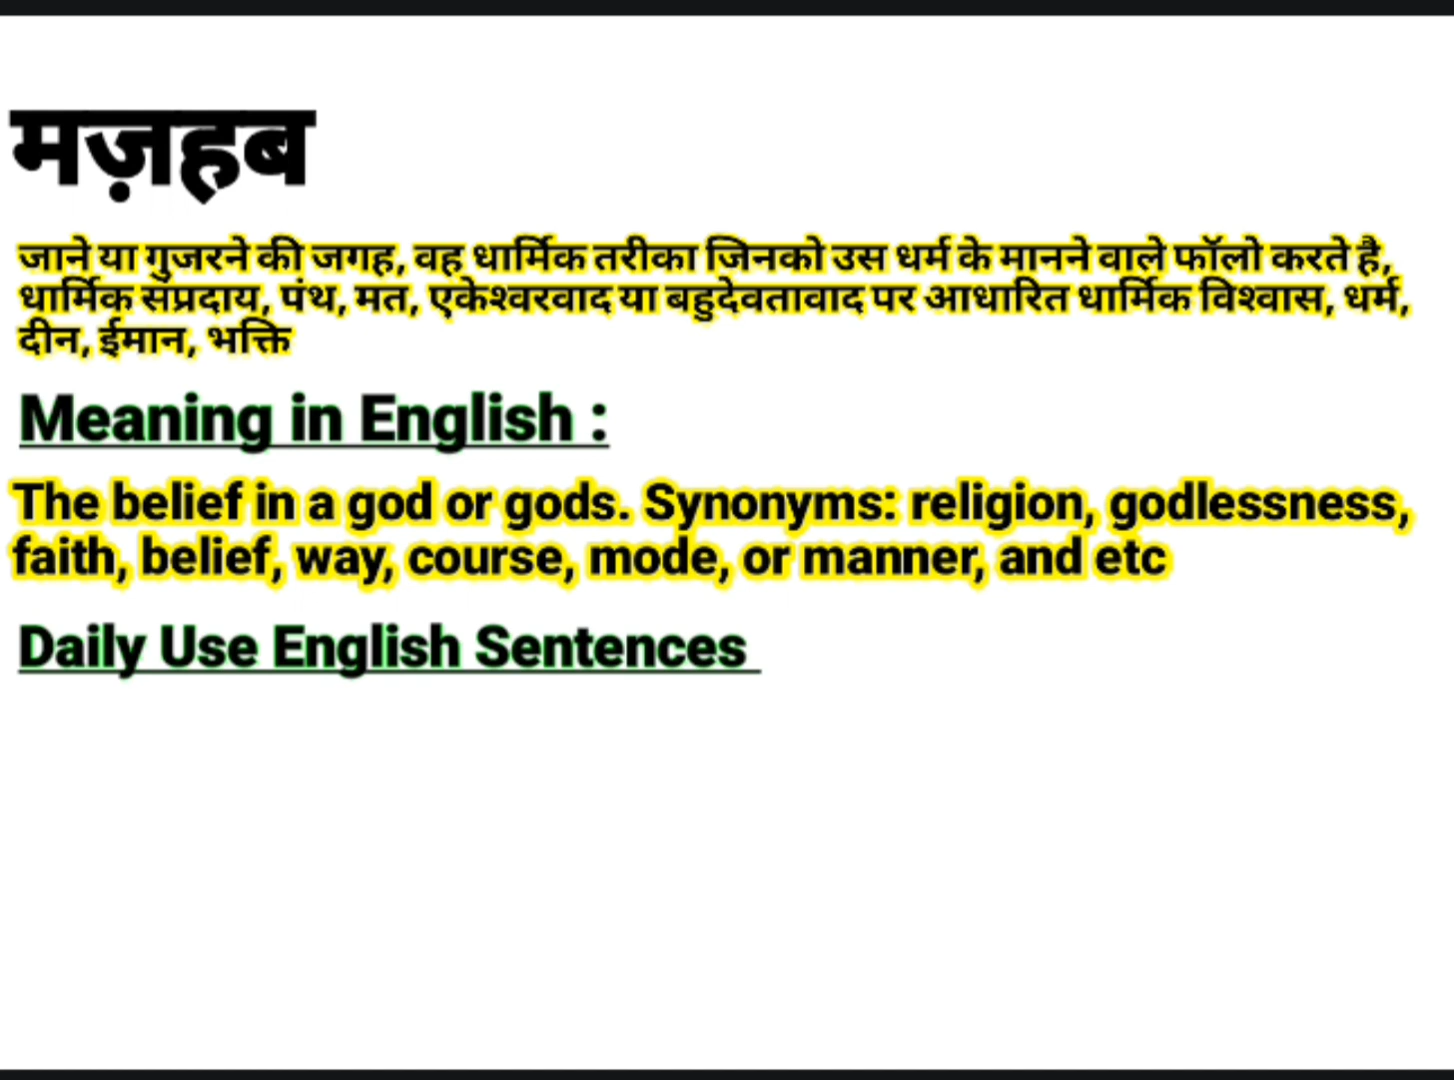 मज़हब
जाने या गुजरने की जगह, वह धार्मिक तरीका जिनको उस धर्म के मानने वाले फॉलो करते है,
धार्मिक संप्रदाय, पंथ, मत, एकेश्वरवाद या बहुदेवतावाद पर आधारित धार्मिक विश्वास, धर्म,
दीन, ईमान, भक्ति
Meaning in English :
The belief in a god or gods. Synonyms: religion, godlessness,
faith, belief, way, course, mode, or manner, and etc
Daily Use English Sentences